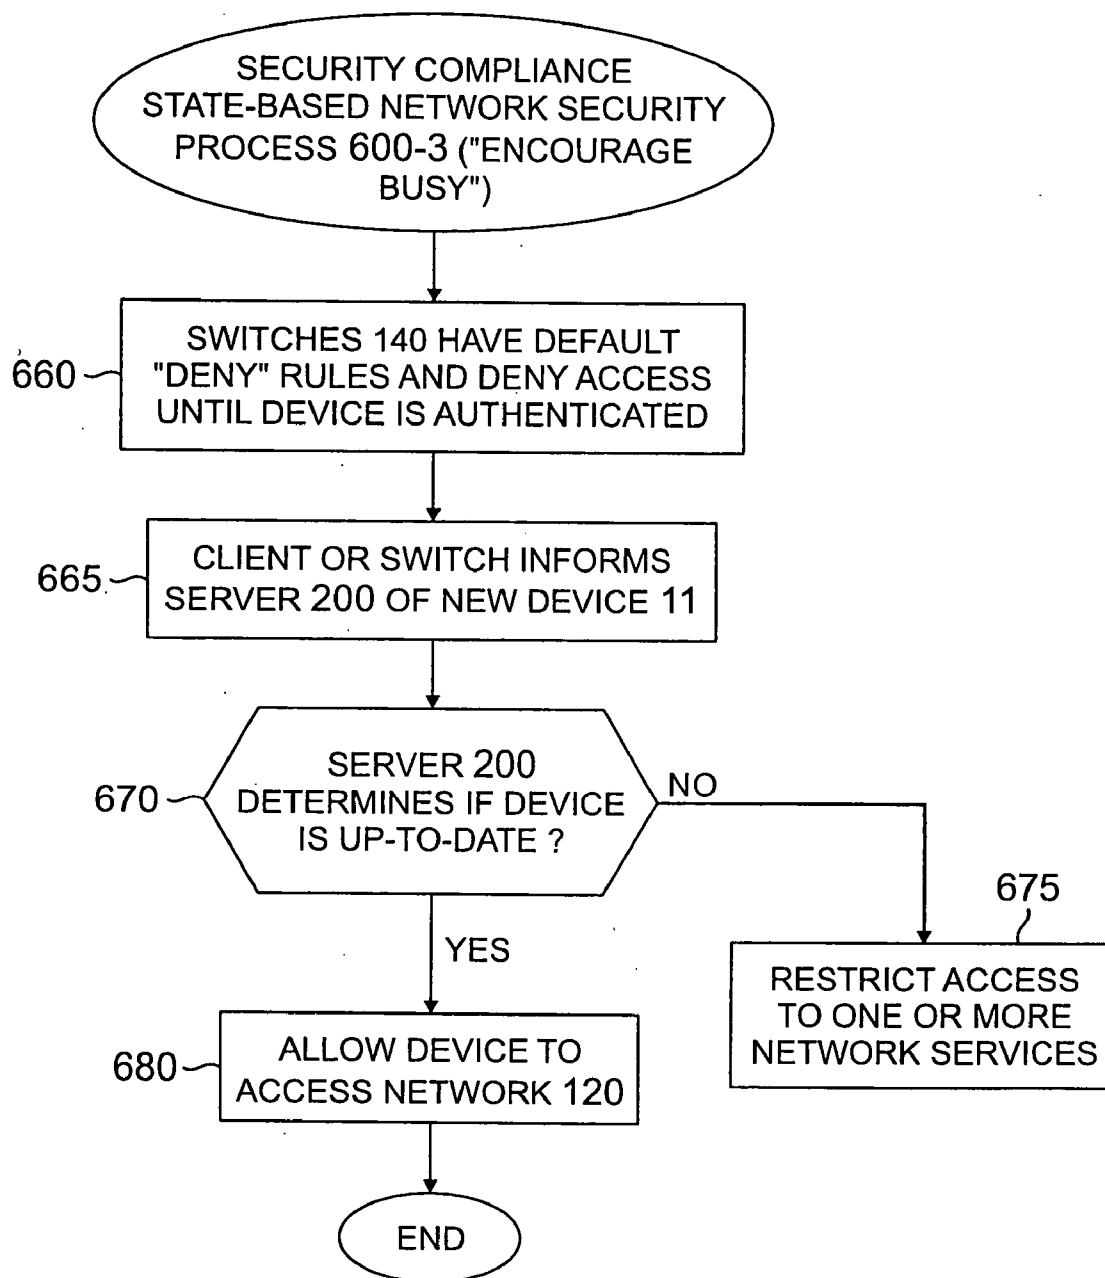 SECURITY COMPLIANCE
STATE-BASED NETWORK SECURITY
PROCESS 600-3 ("ENCOURAGE
BUSY")
660
SWITCHES 140 HAVE DEFAULT
"DENY" RULES AND DENY ACCESS
UNTIL DEVICE IS AUTHENTICATED
665
CLIENT OR SWITCH INFORMS
SERVER 200 OF NEW DEVICE 11
670
SERVER 200
DETERMINES IF DEVICE
IS UP-TO-DATE ?
NO
675
RESTRICT ACCESS
TO ONE OR MORE
NETWORK SERVICES
YES
680
ALLOW DEVICE TO
ACCESS NETWORK 120
END